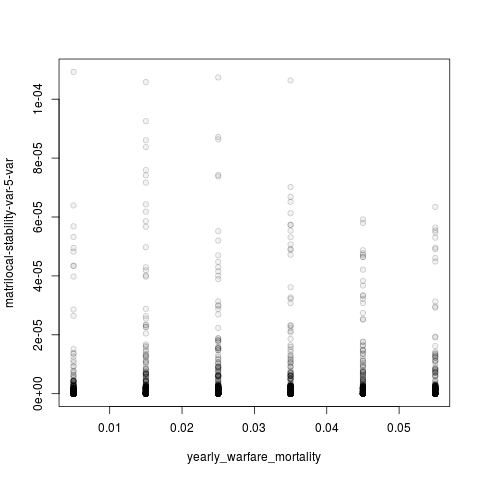 matrilocal-stability-var-5-var
1e-04
8e-05
6e-05
4e-05
2e-05
0e+00
0.01 0.02 0.03 0.04 0.05
yearly_warfare_mortality